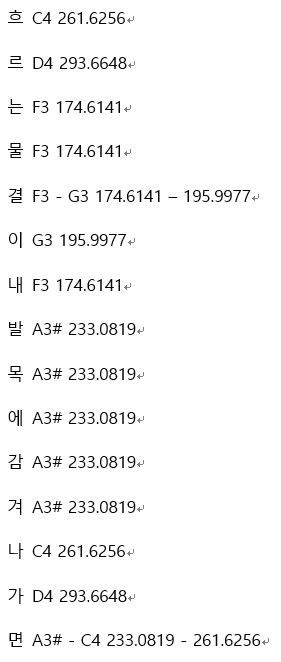 흐 C4 261.6256
르 D4 293.6648
는 F3 174.6141
물 F3 174.6141
결 F3 - G3 174.6141 – 195.9977
이 G3 195.9977
내 F3 174.6141
발 A3# 233.0819
목 A3# 233.0819
에 A3# 233.0819
감 A3# 233.0819
겨 A3# 233.0819
나 C4 261.6256
가 D4 293.6648
면 A3# - C4 233.0819 - 261.6256